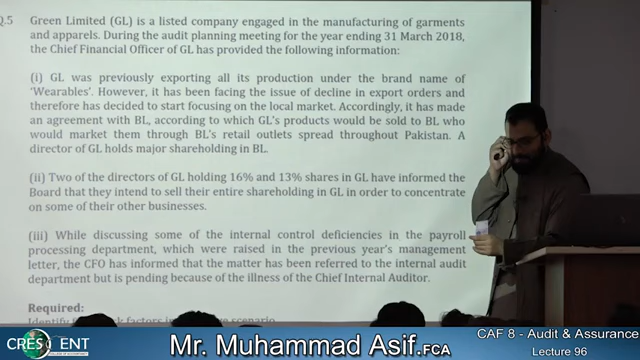 Q.5 Green Limited (GL) is a listed company engaged in the manufacturing of garments
and apparels. During the audit planning meeting for the year ending 31 March 2018,
the Chief Financial Officer of GL has provided the following information:
(i) GL was previously exporting all its production under the brand name of
'Wearables'. However, it has been facing the issue of decline in export orders and
therefore has decided to start focusing on the local market. Accordingly, it has made
an agreement with BL, according to which GL's products would be sold to BL who
would market them through BL's retail outlets spread throughout Pakistan. A
director of GL holds major shareholding in BL.
(ii) Two of the directors of GL holding 16% and 13% shares in GL have informed the
Board that they intend to sell their entire shareholding in GL in order to concentrate
on some of their other businesses.
(iii) While discussing some of the internal control deficiencies in the payroll
processing department, which were raised in the previous year's management
letter, the CFO has informed that the matter has been referred to the internal audit
department but is pending because of the illness of the Chief Internal Auditor.
Required:
factors in scenario.
CRESCENT
Mr. Muhammad Asif.FCA
CAF 8 - Audit & Assurance
Lecture 96